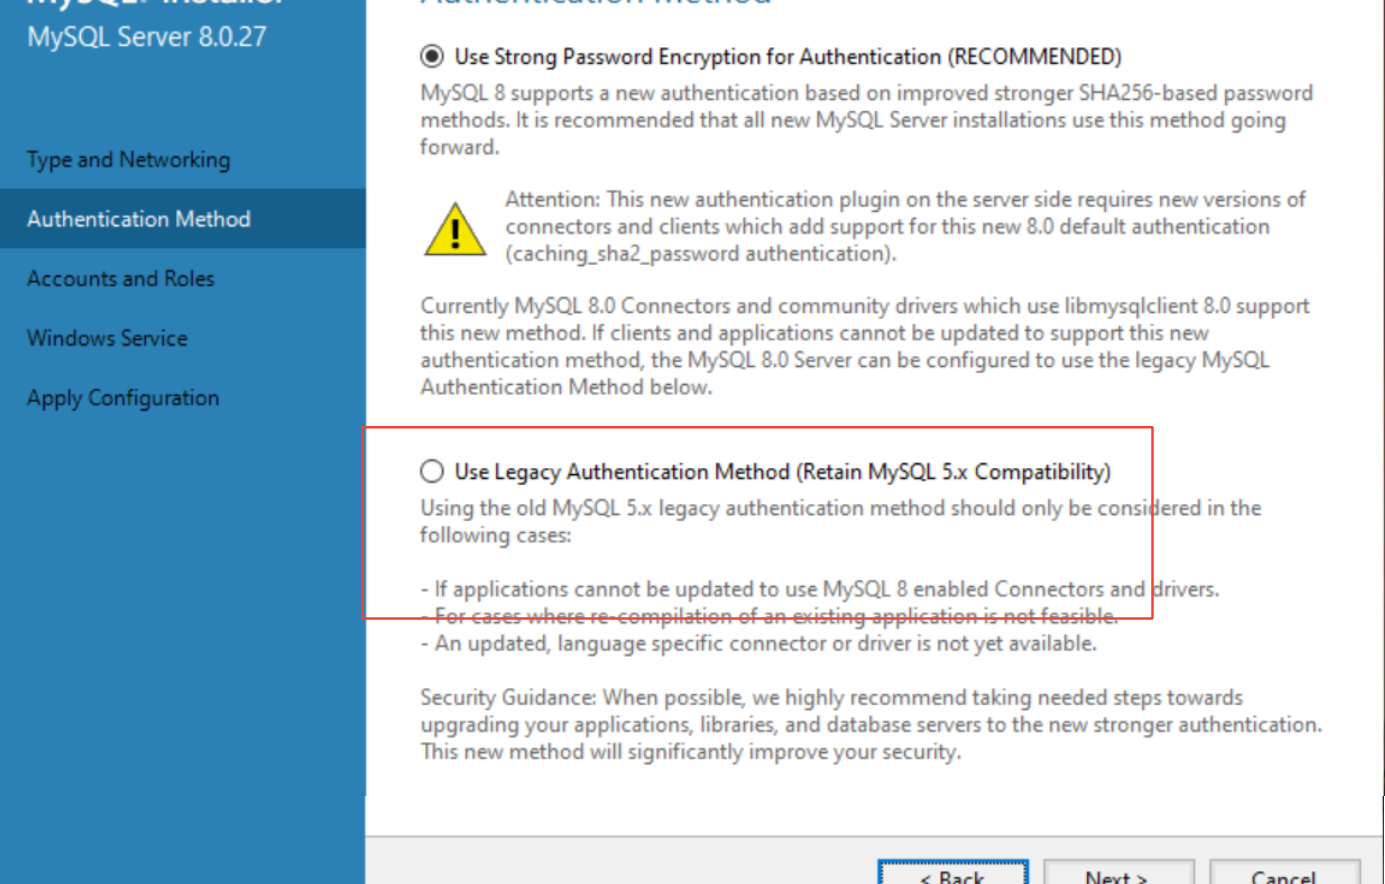 MySQL Server 8.0.27
Type and Networking
Authentication Method
Accounts and Roles
Windows Service
Apply Configuration
Authentication Method
Use Strong Password Encryption for Authentication (RECOMMENDED)
MySQL 8 supports a new authentication based on improved stronger SHA256-based password
methods. It is recommended that all new MySQL Server installations use this method going
forward.
Attention: This new authentication plugin on the server side requires new versions of
connectors and clients which add support for this new 8.0 default authentication
(caching_sha2_password authentication).
Currently MySQL 8.0 Connectors and community drivers which use libmysqlclient 8.0 support
this new method. If clients and applications cannot be updated to support this new
authentication method, the MySQL 8.0 Server can be configured to use the legacy MySQL
Authentication Method below.
Use Legacy Authentication Method (Retain MySQL 5.x Compatibility)
Using the old MySQL 5.x legacy authentication method should only be considered in the
following cases:
- If applications cannot be updated to use MySQL 8 enabled Connectors and drivers.
- For cases where re-compilation of an existing application is not feasible.
- An updated, language specific connector or driver is not yet available.
Security Guidance: When possible, we highly recommend taking needed steps towards
upgrading your applications, libraries, and database servers to the new stronger authentication.
This new method will significantly improve your security.
< Back
Next >
Cancel